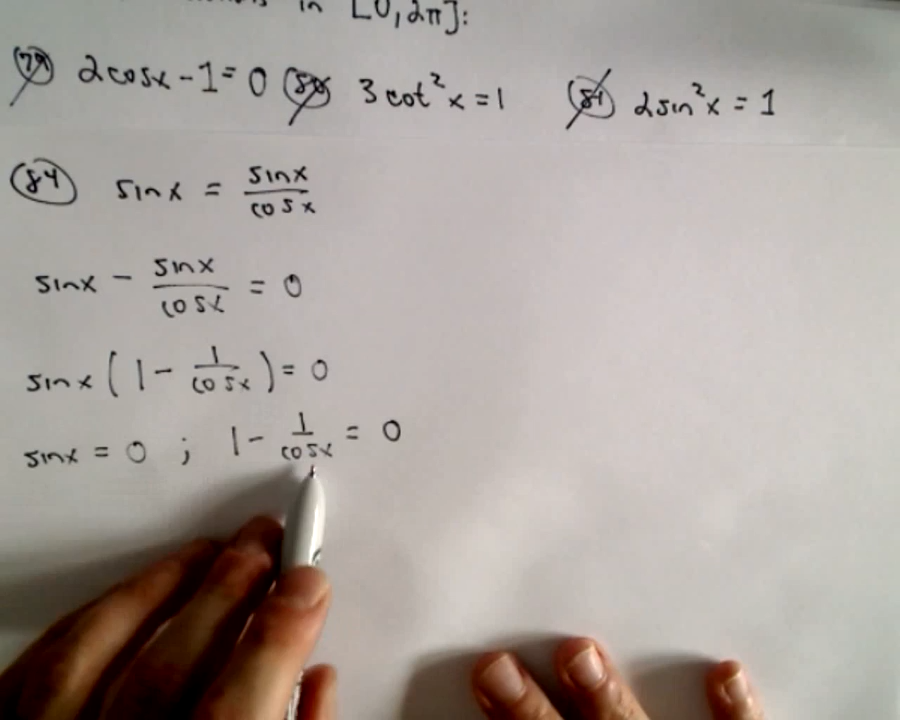 in [0,2π]:
(79) 2cosx-1=0 (80) 3cot²x=1 (81) 2sin²x=1
(84) sinx = sinx/cosx
sinx - sinx/cosx = 0
sinx(1 - 1/cosx) = 0
sinx = 0 ; 1 - 1/cosx = 0